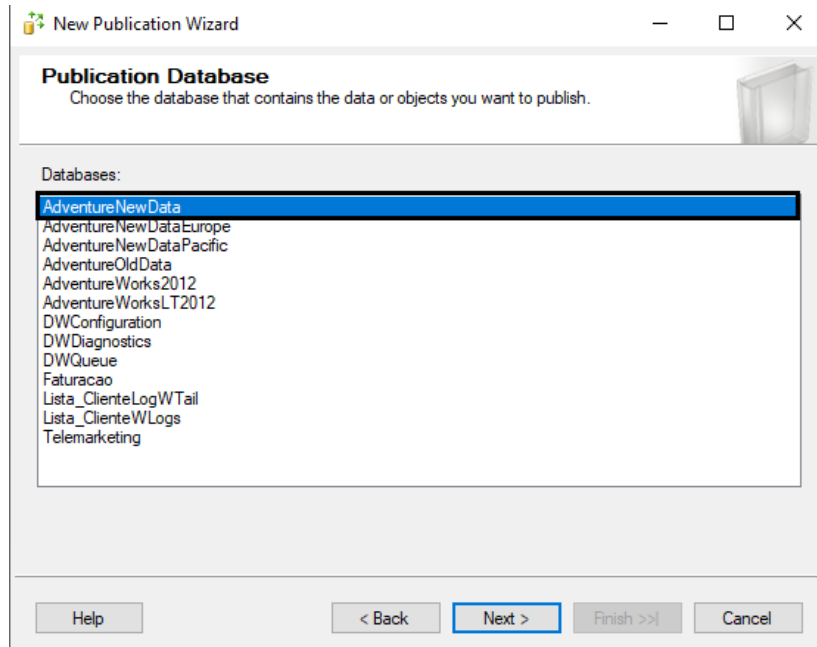 New Publication Wizard
Publication Database
Choose the database that contains the data or objects you want to publish.
Databases:
AdventureNewData
AdventureNewDataEurope
AdventureNewDataPacific
AdventureOldData
AdventureWorks2012
AdventureWorksLT2012
DWConfiguration
DWDiagnostics
DWQueue
Faturacao
Lista_ClienteLogWTail
Lista_ClienteWLogs
Telemarketing
Help < Back Next > Finish >>| Cancel